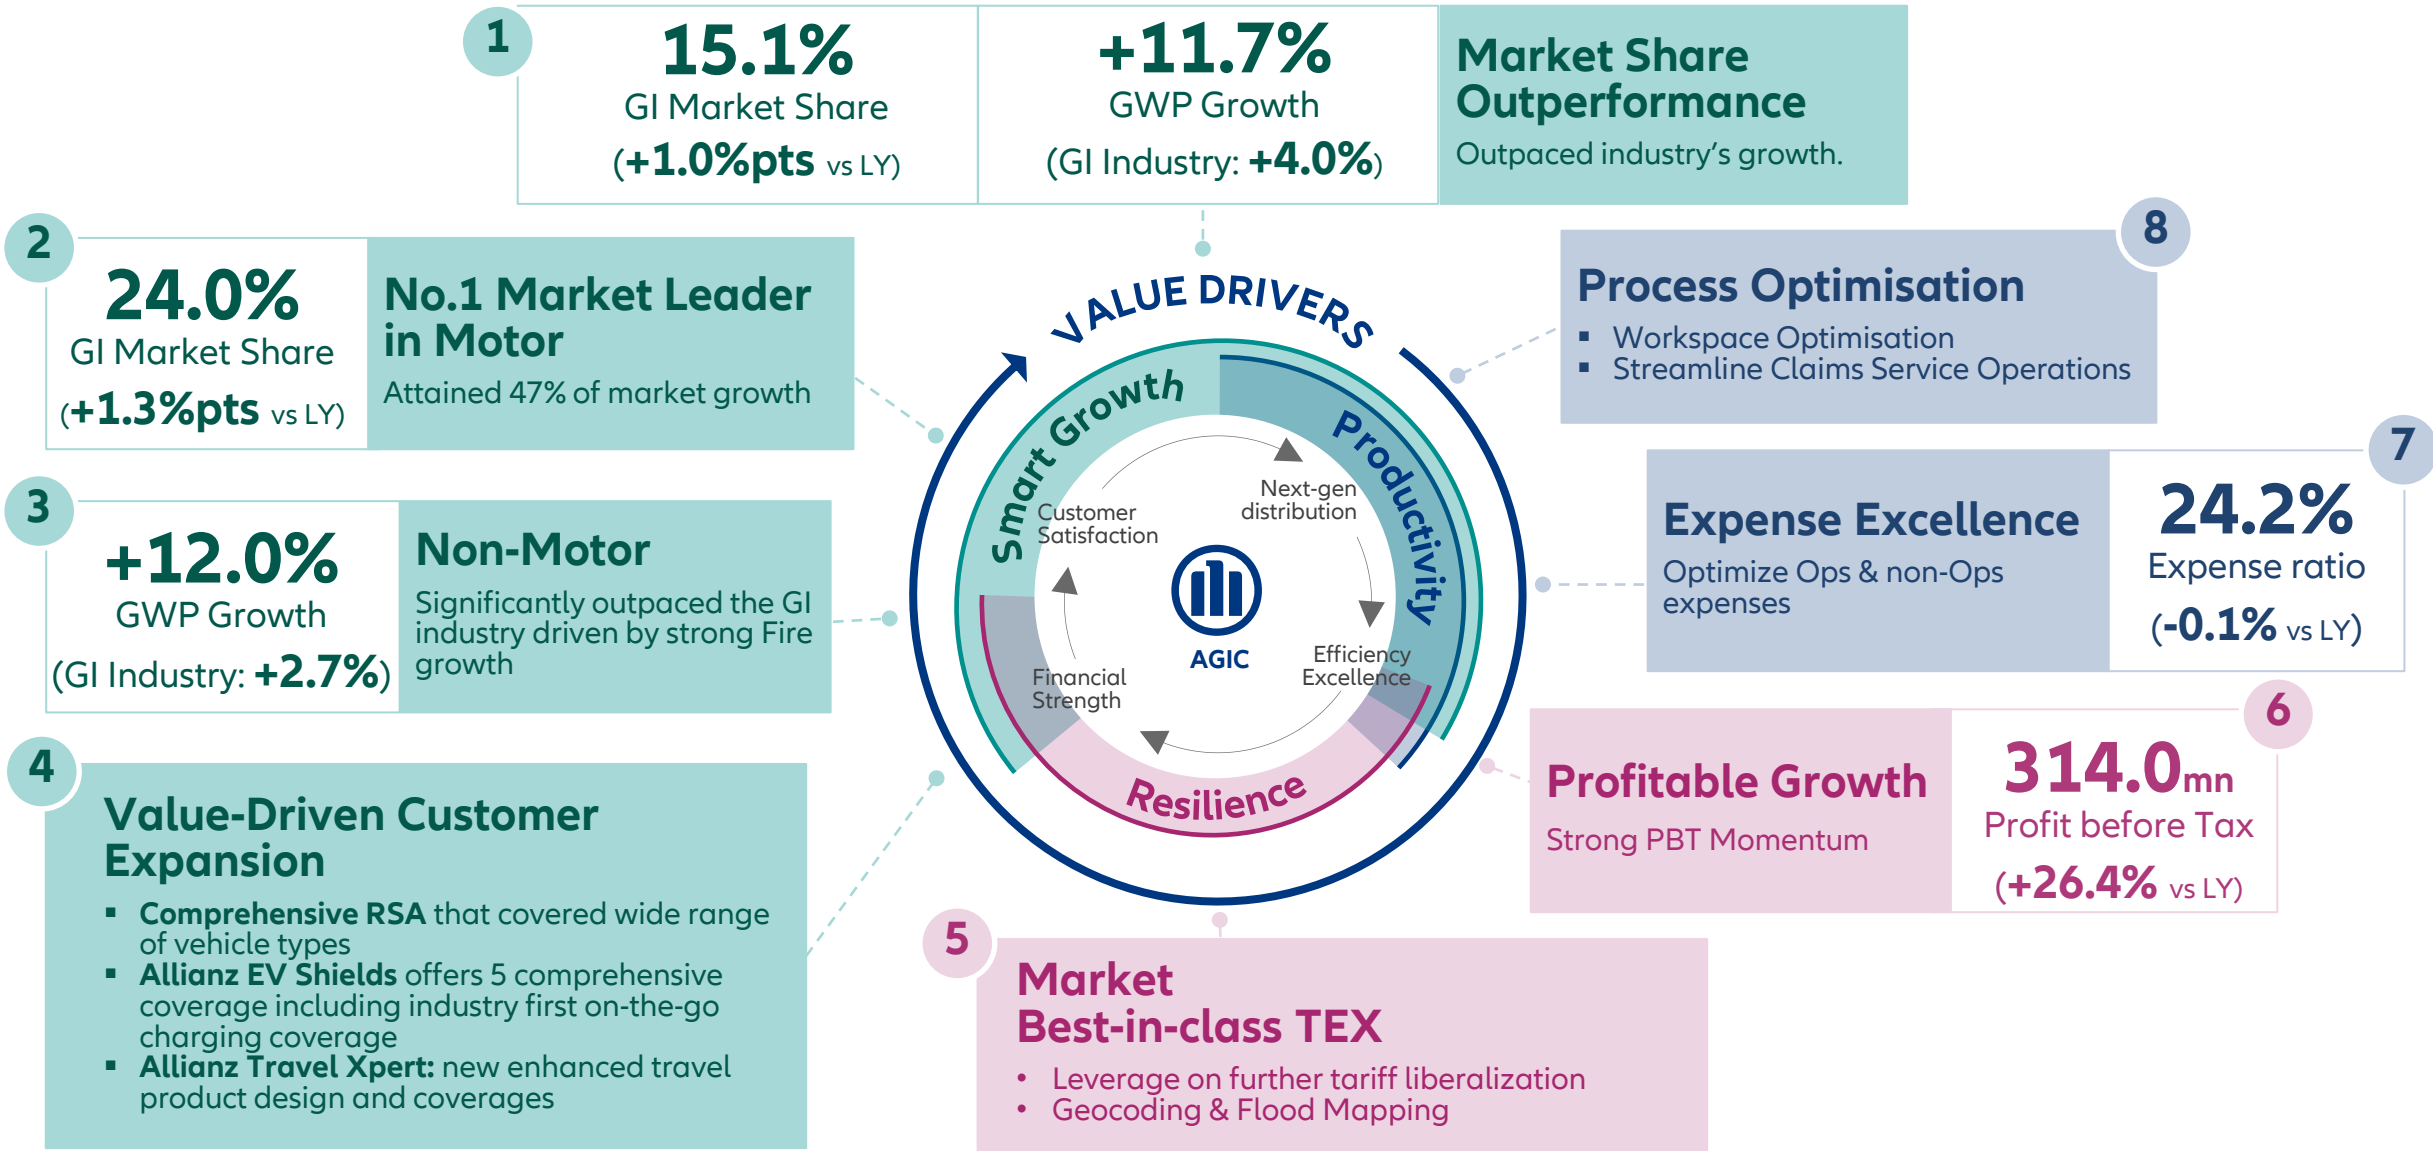 1
15.1%
GI Market Share
(+1.0%pts vs LY)
+11.7%
GWP Growth
(GI Industry: +4.0%)
Market Share
Outperformance
Outpaced industry's growth.
2
24.0%
GI Market Share
(+1.3%pts vs LY)
No.1 Market Leader
in Motor
Attained 47% of market growth
3
+12.0%
GWP Growth
(GI Industry: +2.7%)
Non-Motor
Significantly outpaced the GI
industry driven by strong Fire
growth
4
Value-Driven Customer
Expansion
▪ Comprehensive RSA that covered wide range
of vehicle types
▪ Allianz EV Shields offers 5 comprehensive
coverage including industry first on-the-go
charging coverage
▪ Allianz Travel Xpert: new enhanced travel
product design and coverages
VALUE DRIVERS
Smart Growth
Productivity
Resilience
Customer
Satisfaction
Next-gen
distribution
Efficiency
Excellence
Financial
Strength
AGIC
5
Market
Best-in-class TEX
• Leverage on further tariff liberalization
• Geocoding & Flood Mapping
6
Profitable Growth
Strong PBT Momentum
314.0mn
Profit before Tax
(+26.4% vs LY)
7
Expense Excellence
Optimize Ops & non-Ops
expenses
24.2%
Expense ratio
(-0.1% vs LY)
8
Process Optimisation
▪ Workspace Optimisation
▪ Streamline Claims Service Operations